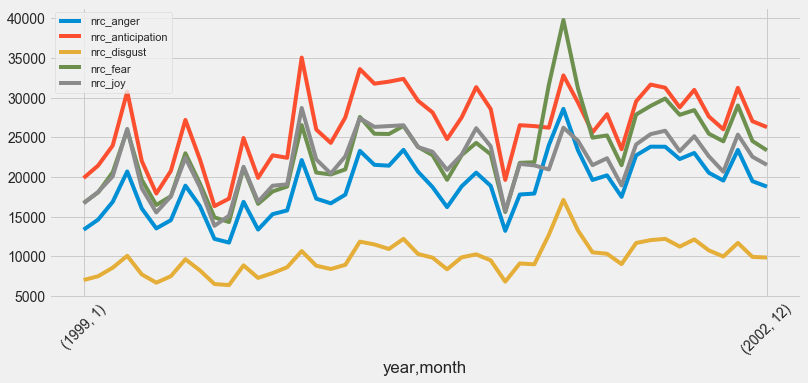 nrc_anger
nrc_anticipation
nrc_disgust
nrc_fear
nrc_joy
40000
35000
30000
25000
20000
15000
10000
5000
(1999, 1)
(2002, 12)
year,month